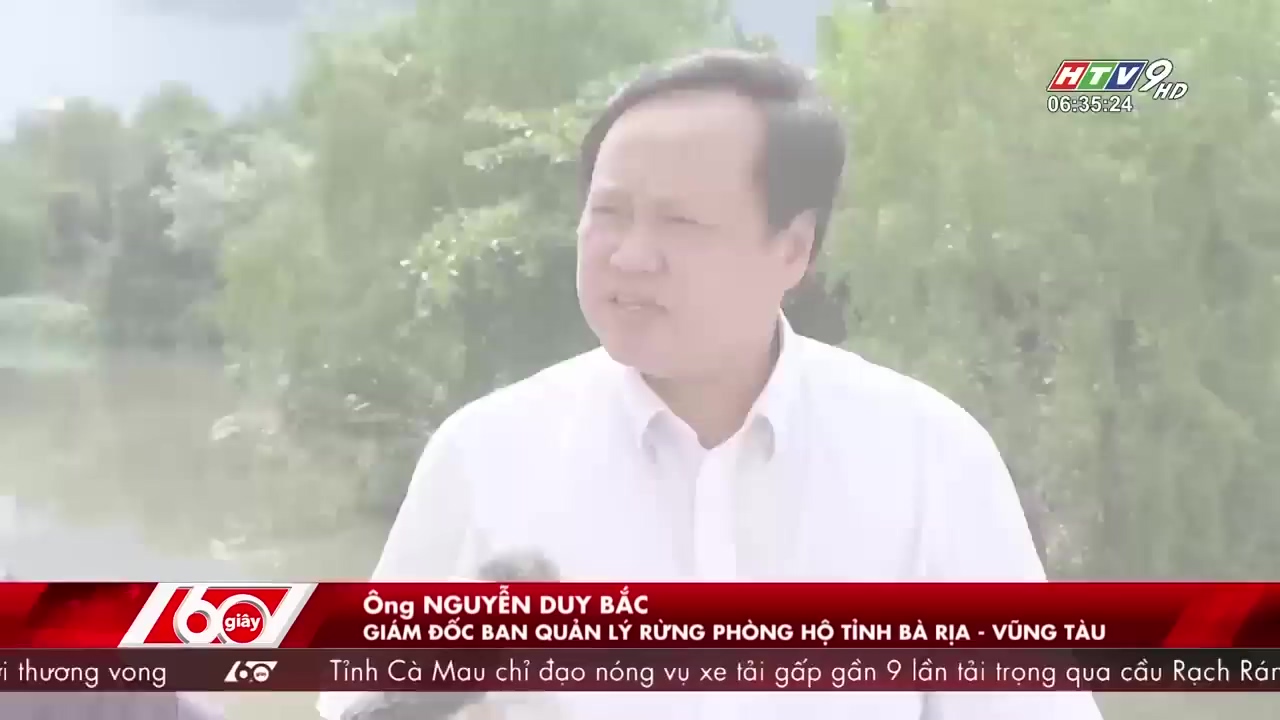 HTV9 HD
06:35:24
60 giây
Ông NGUYỄN DUY BẮC
GIÁM ĐỐC BAN QUẢN LÝ RỪNG PHÒNG HỘ TỈNH BÀ RỊA - VŨNG TÀU
thương vong 60 giây Tỉnh Cà Mau chỉ đạo nóng vụ xe tải gấp gần 9 lần tải trọng qua cầu Rạch